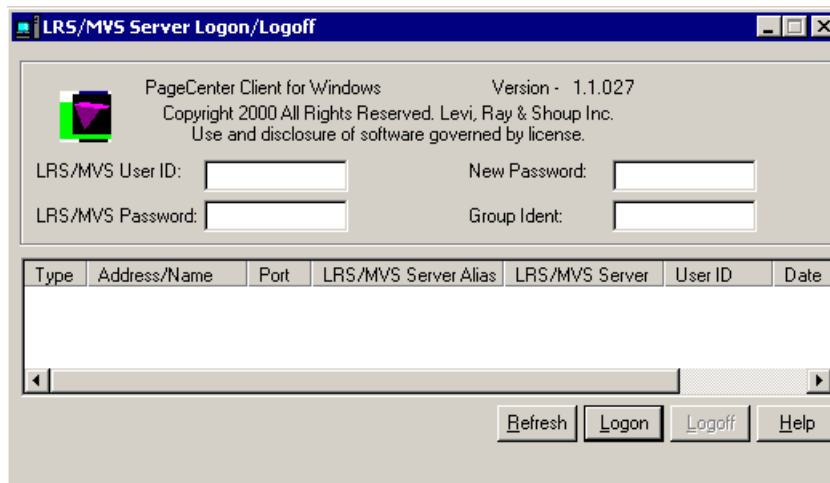 LRS/MVS Server Logon/Logoff
PageCenter Client for Windows Version - 1.1.027
Copyright 2000 All Rights Reserved. Levi, Ray & Shoup Inc.
Use and disclosure of software governed by license.
LRS/MVS User ID: New Password:
LRS/MVS Password: Group Ident:
Type Address/Name Port LRS/MVS Server Alias LRS/MVS Server User ID Date
Refresh Logon Logoff Help